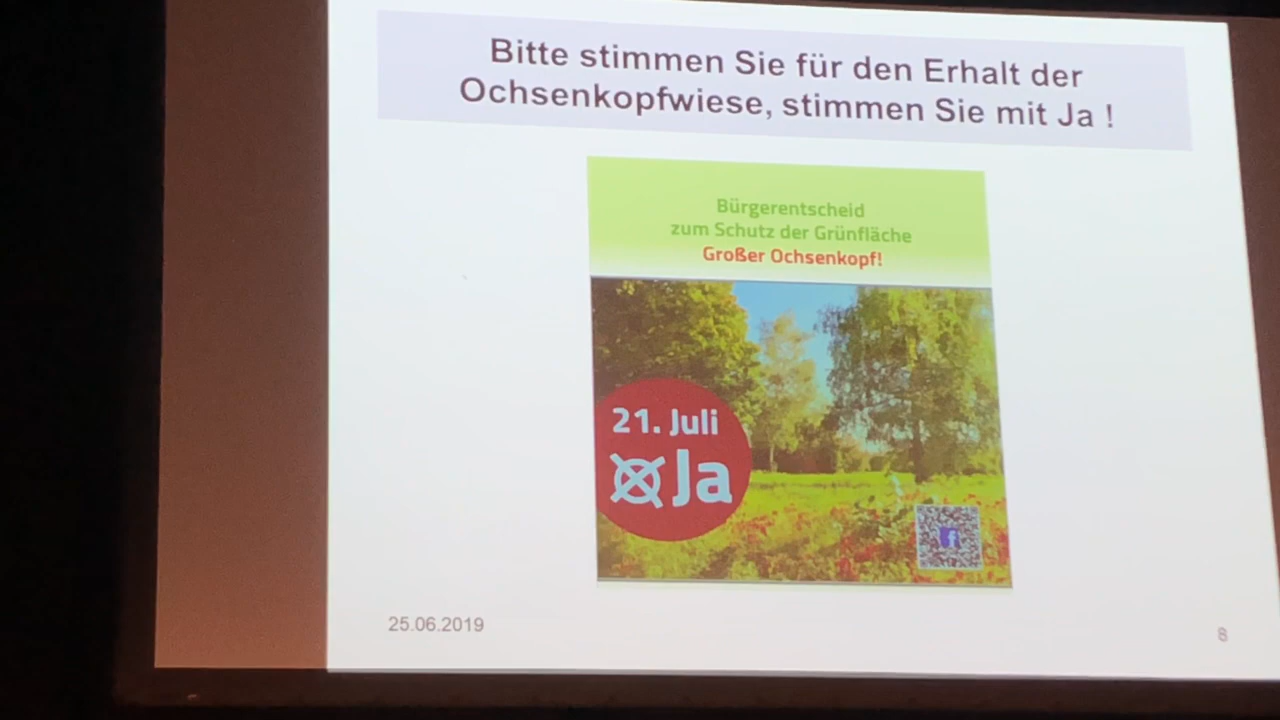 Bitte stimmen Sie für den Erhalt der
Ochsenkopfwiese, stimmen Sie mit Ja !
Bürgerentscheid
zum Schutz der Grünfläche
Großer Ochsenkopf!
21. Juli
Ja
f
25.06.2019
8